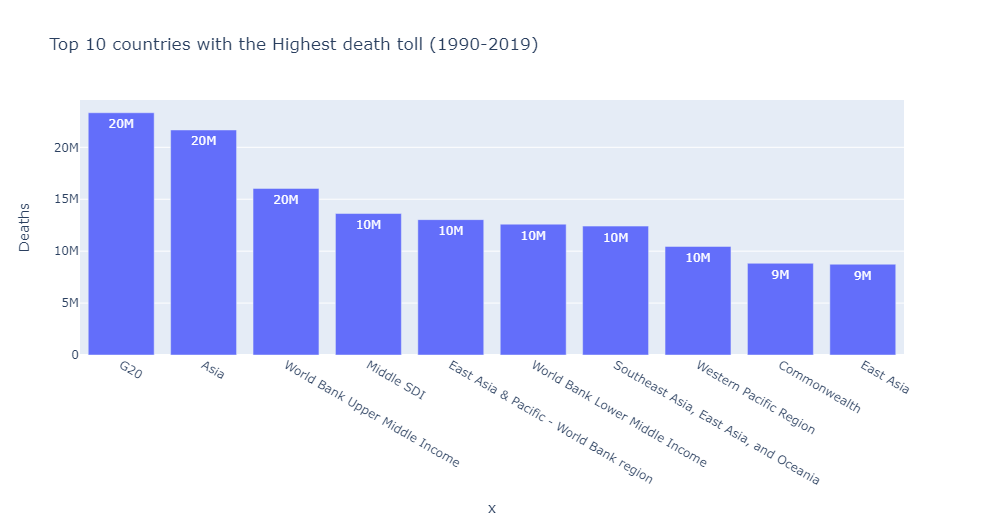 Top 10 countries with the Highest death toll (1990-2019)
Deaths
20M
15M
10M
5M
0
20M
20M
20M
10M
10M
10M
10M
10M
9M
9M
G20
Asia
World Bank Upper Middle Income
Middle SDI
East Asia & Pacific - World Bank region
World Bank Lower Middle Income
Southeast Asia, East Asia, and Oceania
Western Pacific Region
Commonwealth
East Asia
x